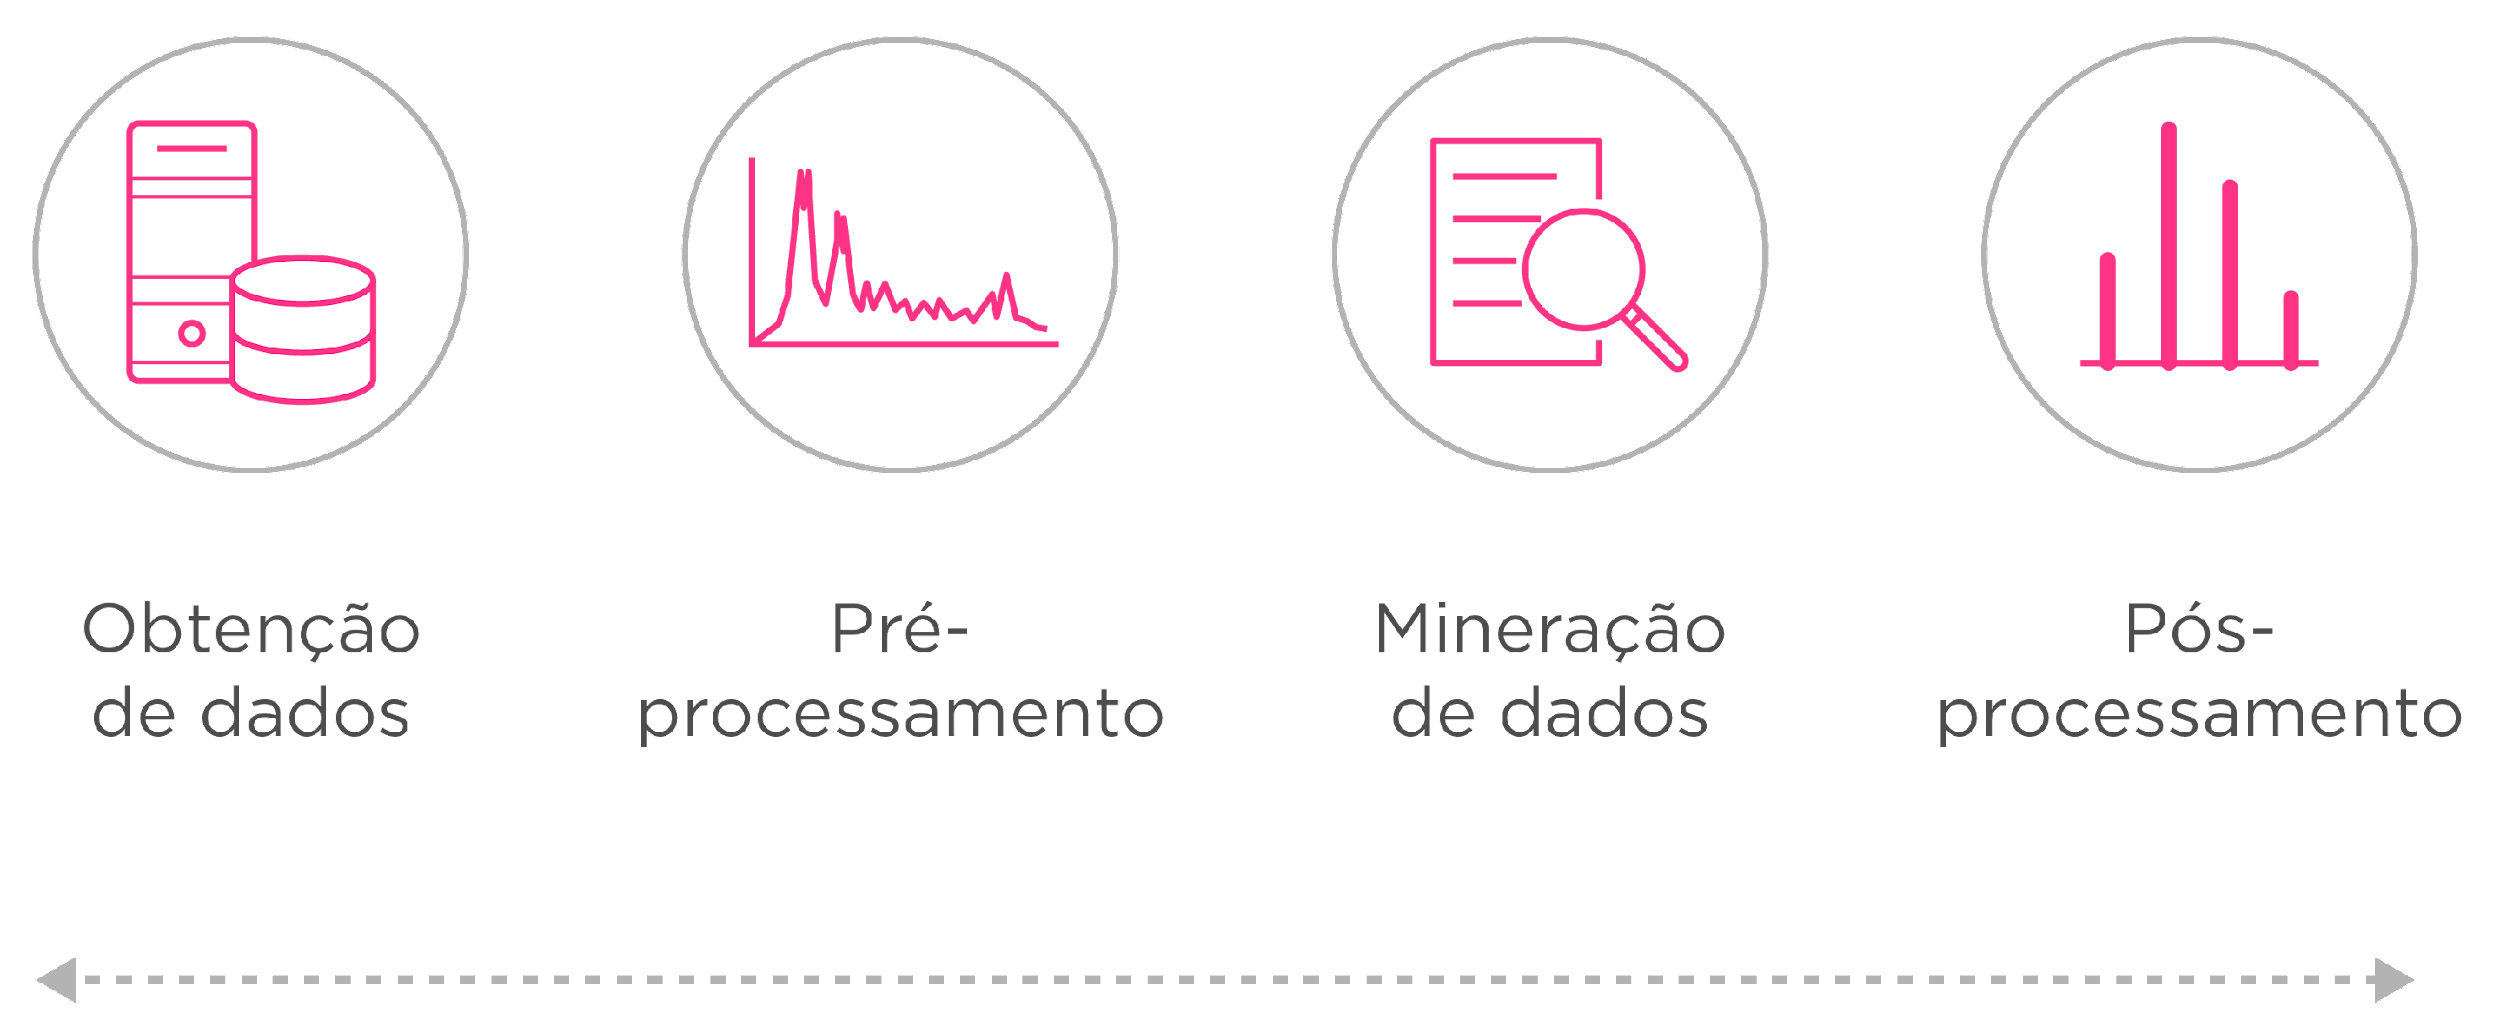 Obtenção
de dados
Pré-
processamento
Mineração
de dados
Pós-
processamento